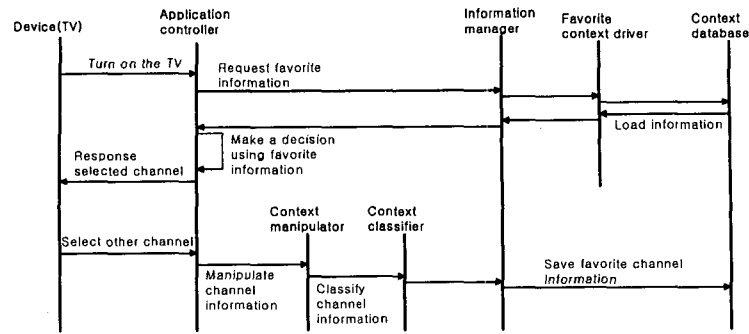 Device(TV)
Application
controller
Information
manager
Favorite
context driver
Context
database
Turn on the TV
Request favorite
information
Load information
Make a decision
using favorite
information
Response
selected channel
Context
manipulator
Context
classifier
Select other channel
Manipulate
channel
information
Classify
channel
information
Save favorite channel
Information